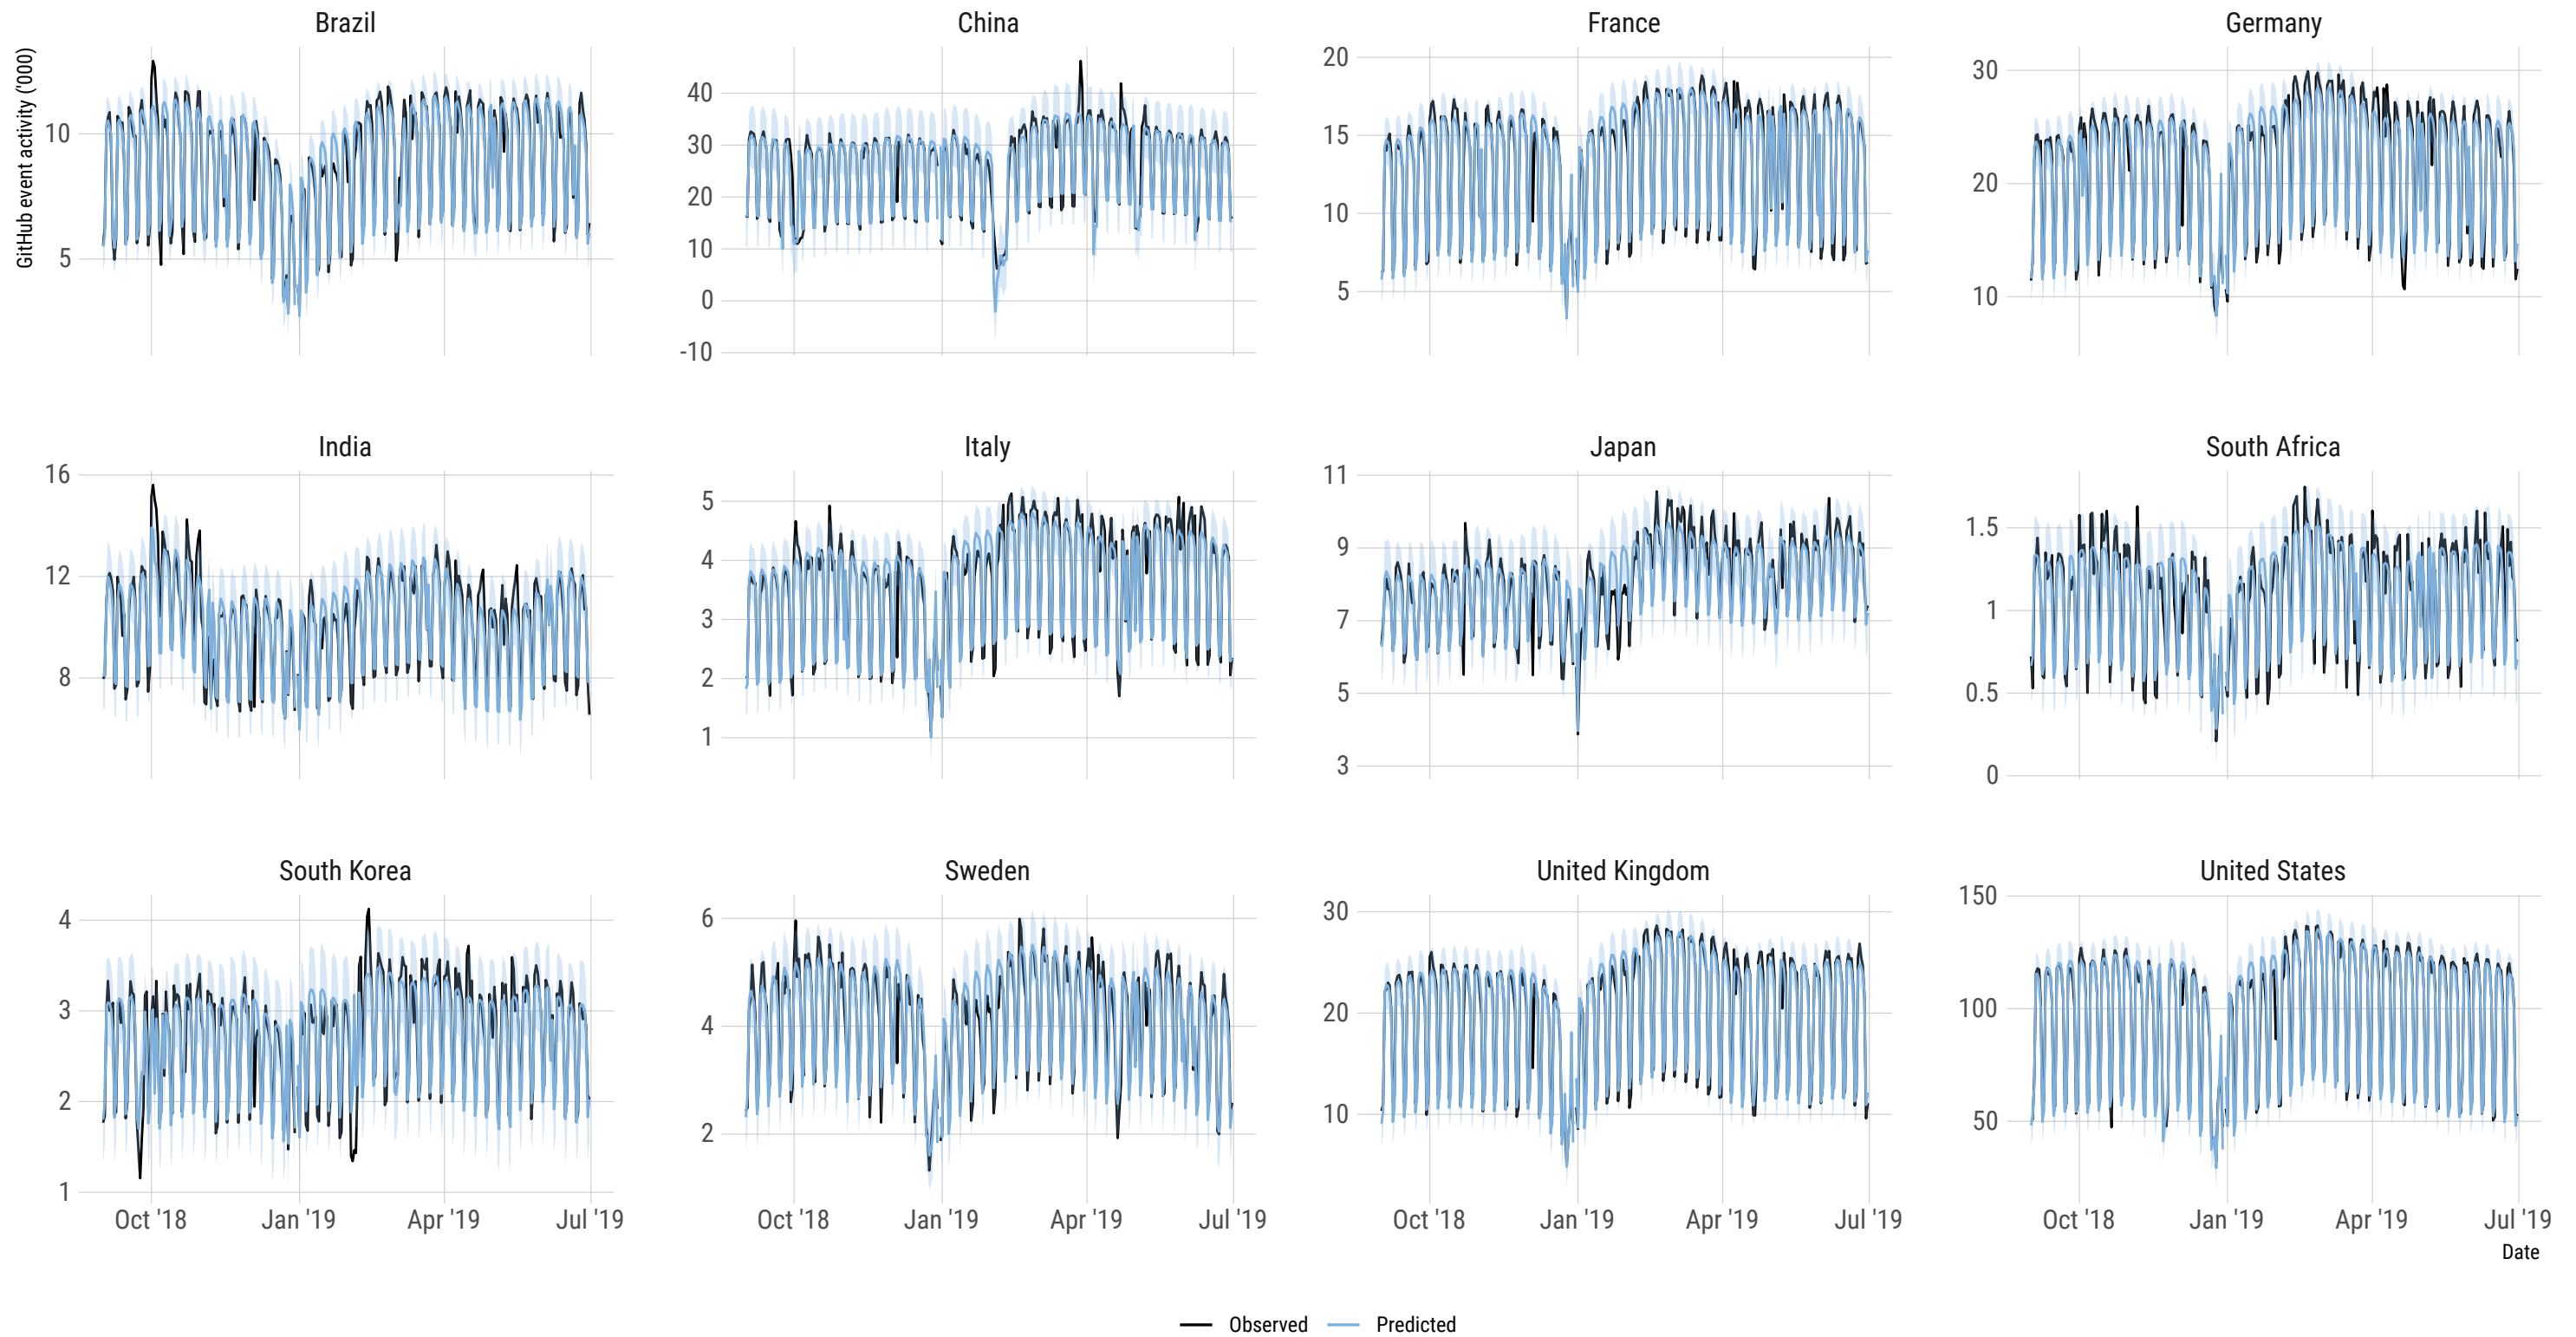 Brazil
China
France
Germany
GitHub event activity ('000)
10
5
40
30
20
10
0
-10
20
15
10
5
30
20
10
India
Italy
Japan
South Africa
16
12
8
5
4
3
2
1
11
9
7
5
3
1.5
1
0.5
0
South Korea
Sweden
United Kingdom
United States
4
3
2
1
6
4
2
30
20
10
150
100
50
Oct '18 Jan '19 Apr '19 Jul '19
Oct '18 Jan '19 Apr '19 Jul '19
Oct '18 Jan '19 Apr '19 Jul '19
Oct '18 Jan '19 Apr '19 Jul '19
Date
Observed Predicted